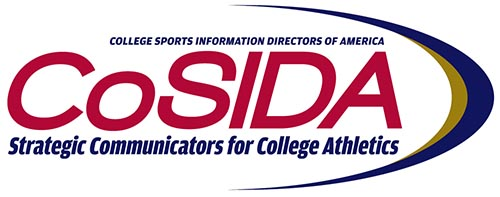 COLLEGE SPORTS INFORMATION DIRECTORS OF AMERICA
CoSIDA
Strategic Communicators for College Athletics